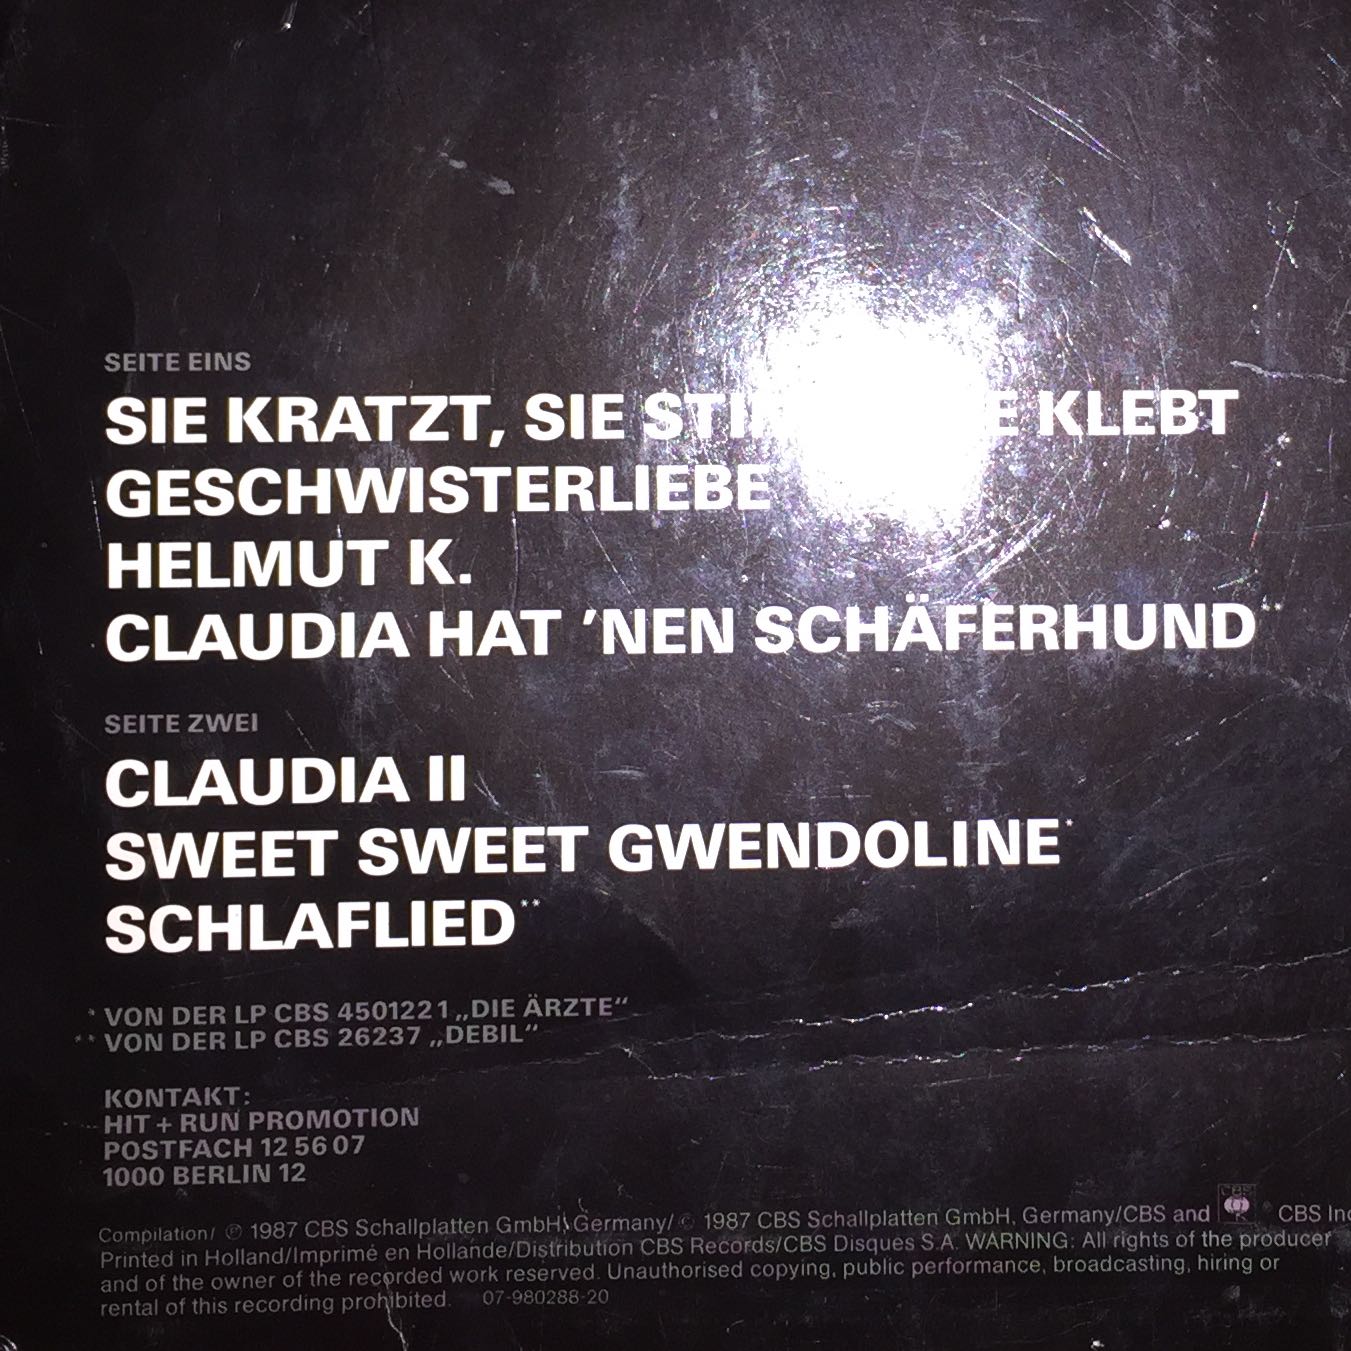 SEITE EINS
SIE KRATZT, SIE KLEBT
GESCHWISTERLIEBE
HELMUT K.
CLAUDIA HAT ’NEN SCHÄFERHUND**
SEITE ZWEI
CLAUDIA II
SWEET SWEET GWENDOLINE*
SCHLAFLIED**
* VON DER LP CBS 4501221 „DIE ÄRZTE“
** VON DER LP CBS 26237 „DEBIL“
KONTAKT:
HIT + RUN PROMOTION
POSTFACH 12 56 07
1000 BERLIN 12
Compilation/ ℗ 1987 CBS Schallplatten GmbH, Germany/ © 1987 CBS Schallplatten GmbH, Germany/CBS and CBS Inc
Printed in Holland/Imprimé en Hollande/Distribution CBS Records/CBS Disques S.A. WARNING: All rights of the producer
and of the owner of the recorded work reserved. Unauthorised copying, public performance, broadcasting, hiring or
rental of this recording prohibited. 07-980288-20